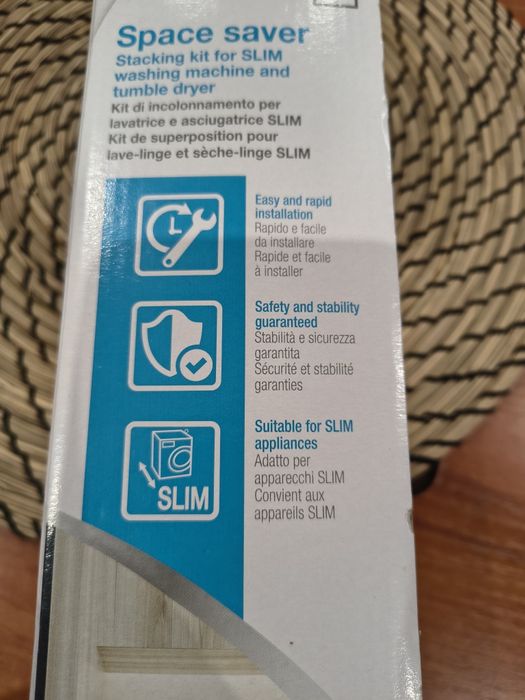 Space saver
Stacking kit for SLIM
washing machine and
tumble dryer
Kit di incolonnamento per
lavatrice e asciugatrice SLIM
Kit de superposition pour
lave-linge et sèche-linge SLIM
Easy and rapid
installation
Rapido e facile
da installare
Rapide et facile
à installer
Safety and stability
guaranteed
Stabilità e sicurezza
garantita
Sécurité et stabilité
garanties
SLIM
Suitable for SLIM
appliances
Adatto per
apparecchi SLIM
Convient aux
appareils SLIM